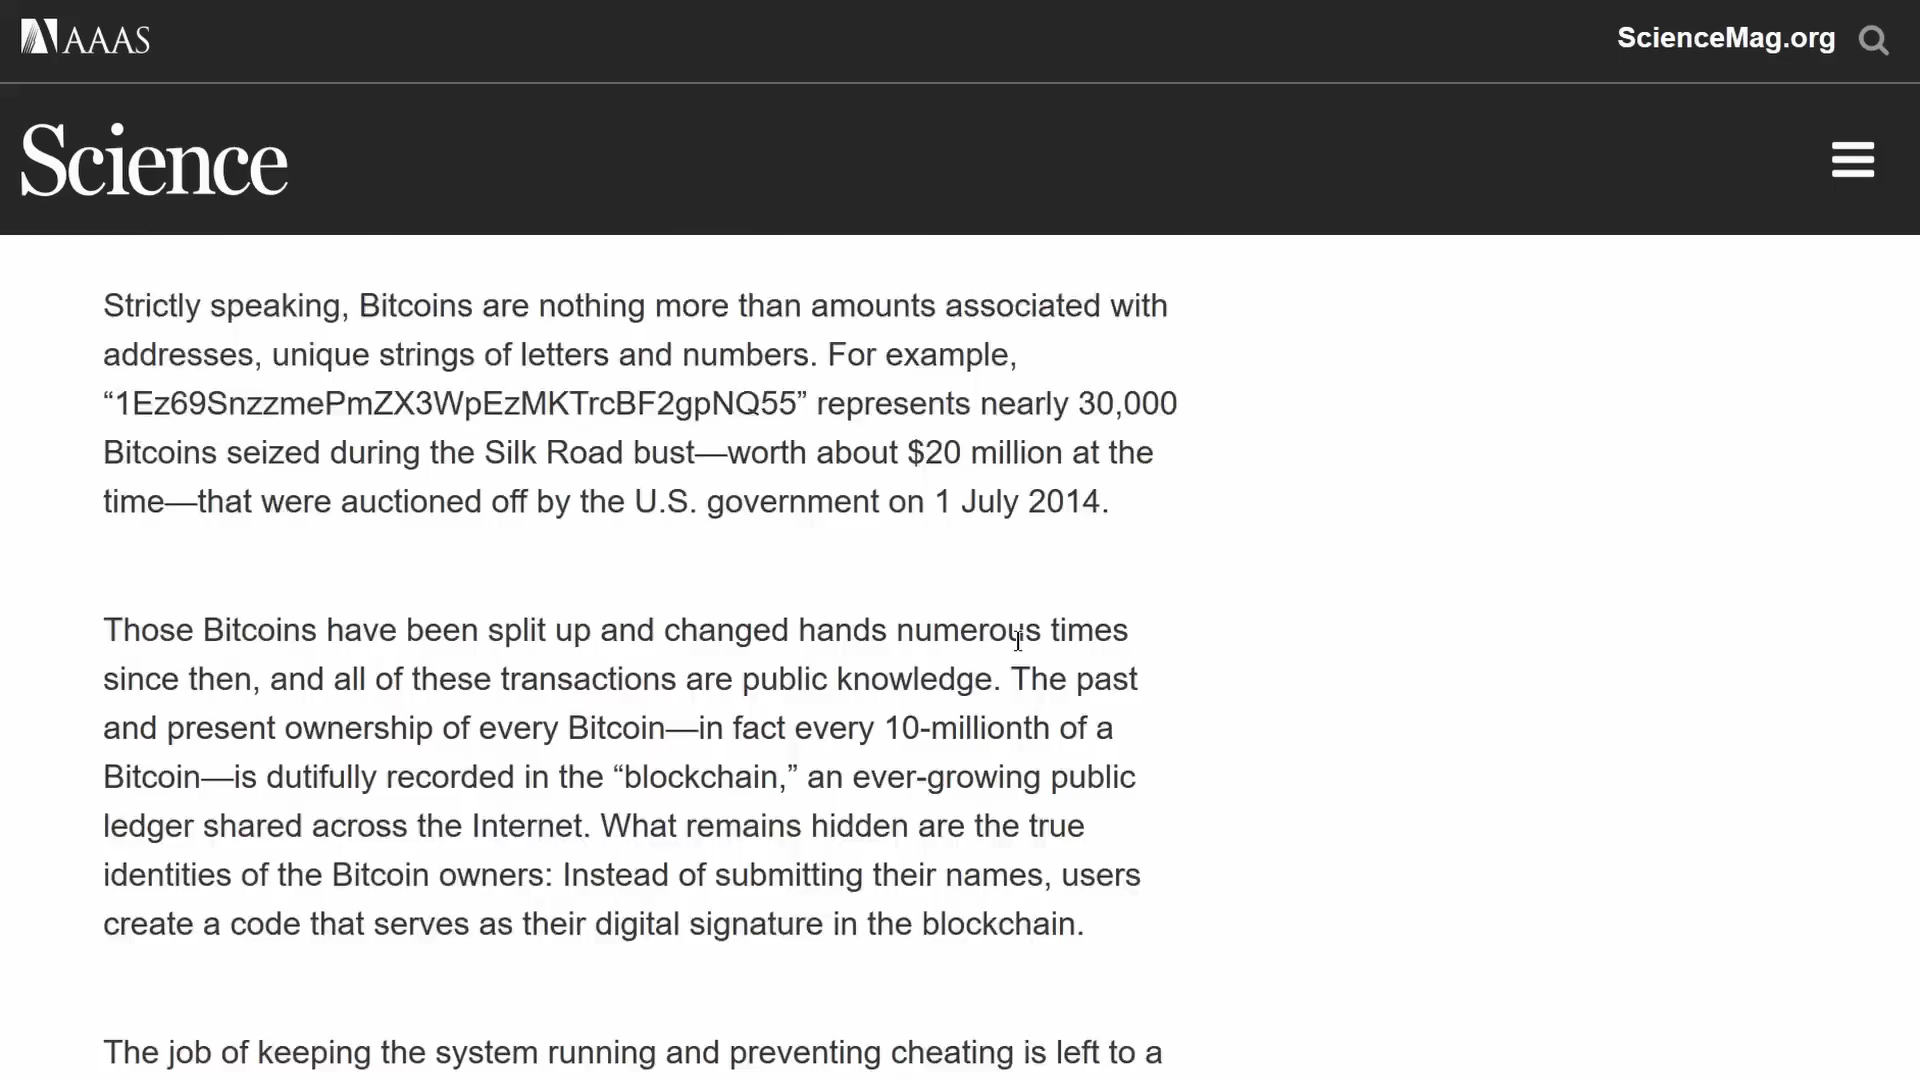 AAAS
ScienceMag.org
Science
Strictly speaking, Bitcoins are nothing more than amounts associated with
addresses, unique strings of letters and numbers. For example,
“1Ez69SnzzmePmZX3WpEzMKTrcBF2gpNQ55” represents nearly 30,000
Bitcoins seized during the Silk Road bust—worth about $20 million at the
time—that were auctioned off by the U.S. government on 1 July 2014.
Those Bitcoins have been split up and changed hands numerous times
since then, and all of these transactions are public knowledge. The past
and present ownership of every Bitcoin—in fact every 10-millionth of a
Bitcoin—is dutifully recorded in the “blockchain,” an ever-growing public
ledger shared across the Internet. What remains hidden are the true
identities of the Bitcoin owners: Instead of submitting their names, users
create a code that serves as their digital signature in the blockchain.
The job of keeping the system running and preventing cheating is left to a